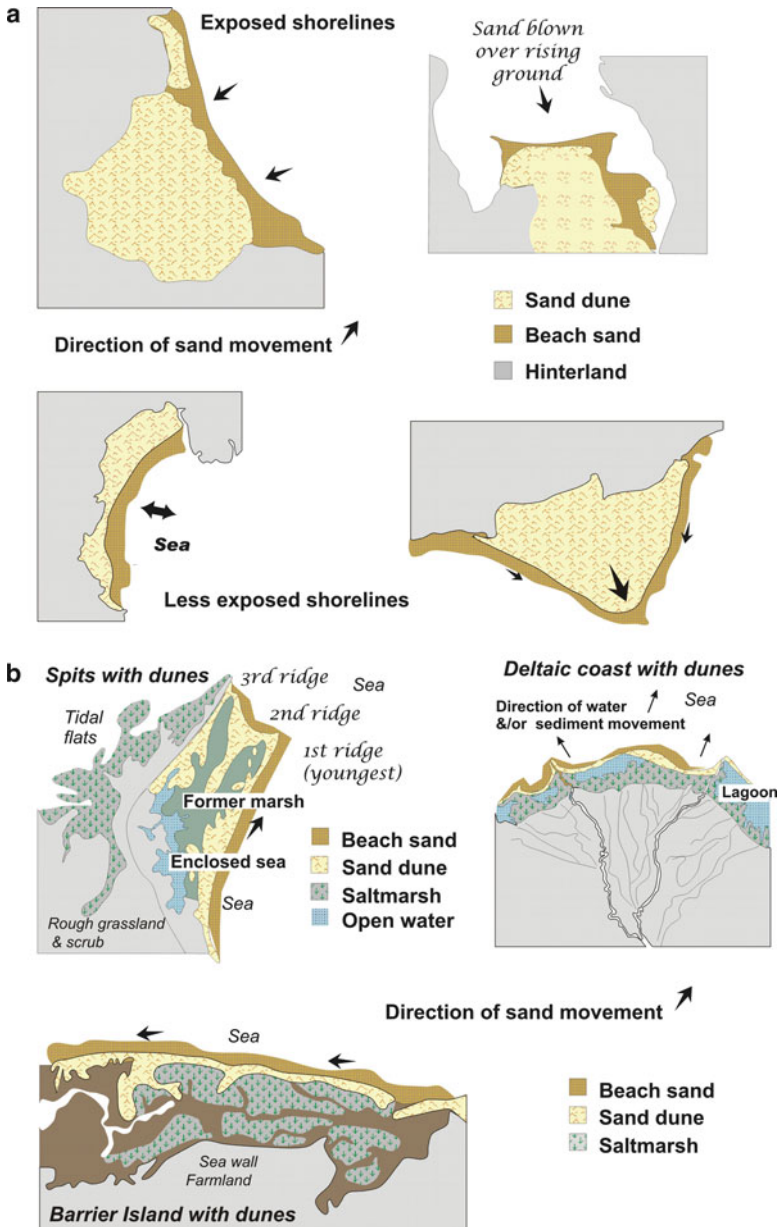 a
Exposed shorelines
Sand blown
over rising
ground
Direction of sand movement
Sand dune
Beach sand
Hinterland
Sea
Less exposed shorelines
b
Spits with dunes
3rd ridge
Sea
2nd ridge
1st ridge
(youngest)
Tidal
flats
Former marsh
Enclosed sea
Sea
Rough grassland
& scrub
Beach sand
Sand dune
Saltmarsh
Open water
Deltaic coast with dunes
Direction of water
&/or sediment movement
Sea
Lagoon
Direction of sand movement
Sea
Sea wall
Farmland
Barrier Island with dunes
Beach sand
Sand dune
Saltmarsh